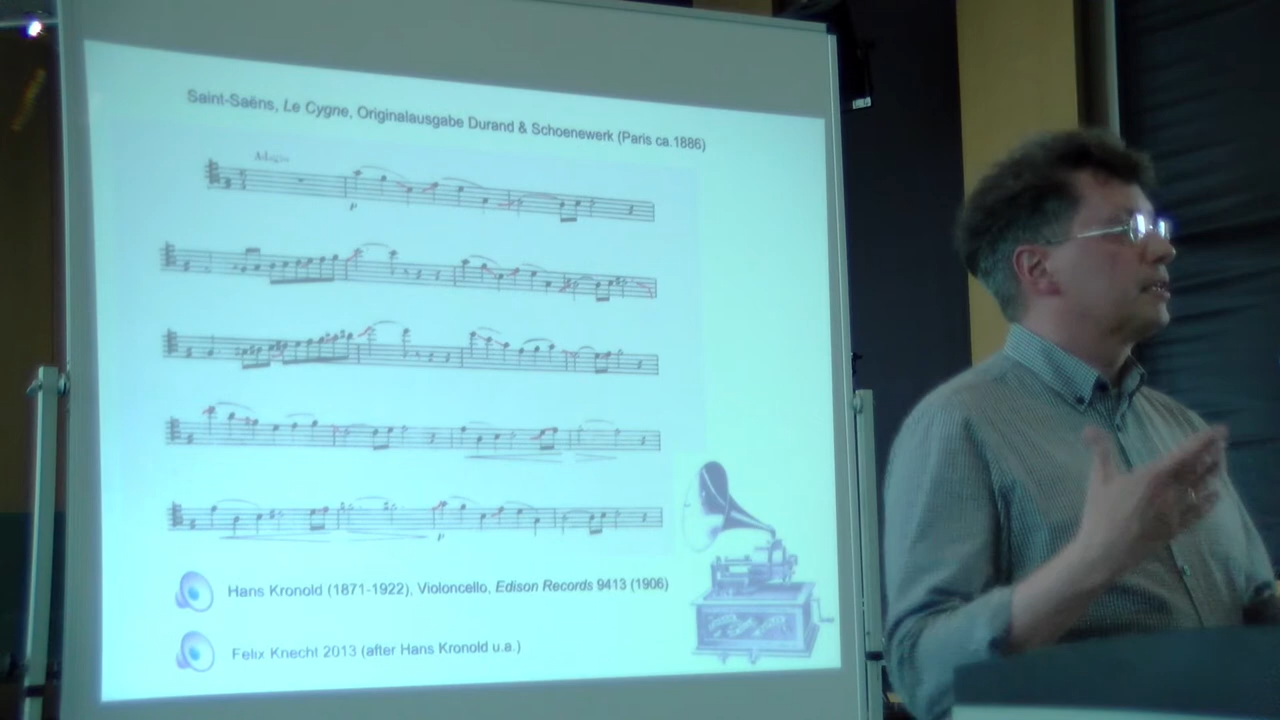 Saint-Saëns, Le Cygne, Originalausgabe Durand & Schoenewerk (Paris ca.1886)
Adagio
p
p
Hans Kronold (1871-1922), Violoncello, Edison Records 9413 (1906)
Felix Knecht 2013 (after Hans Kronold u.a.)